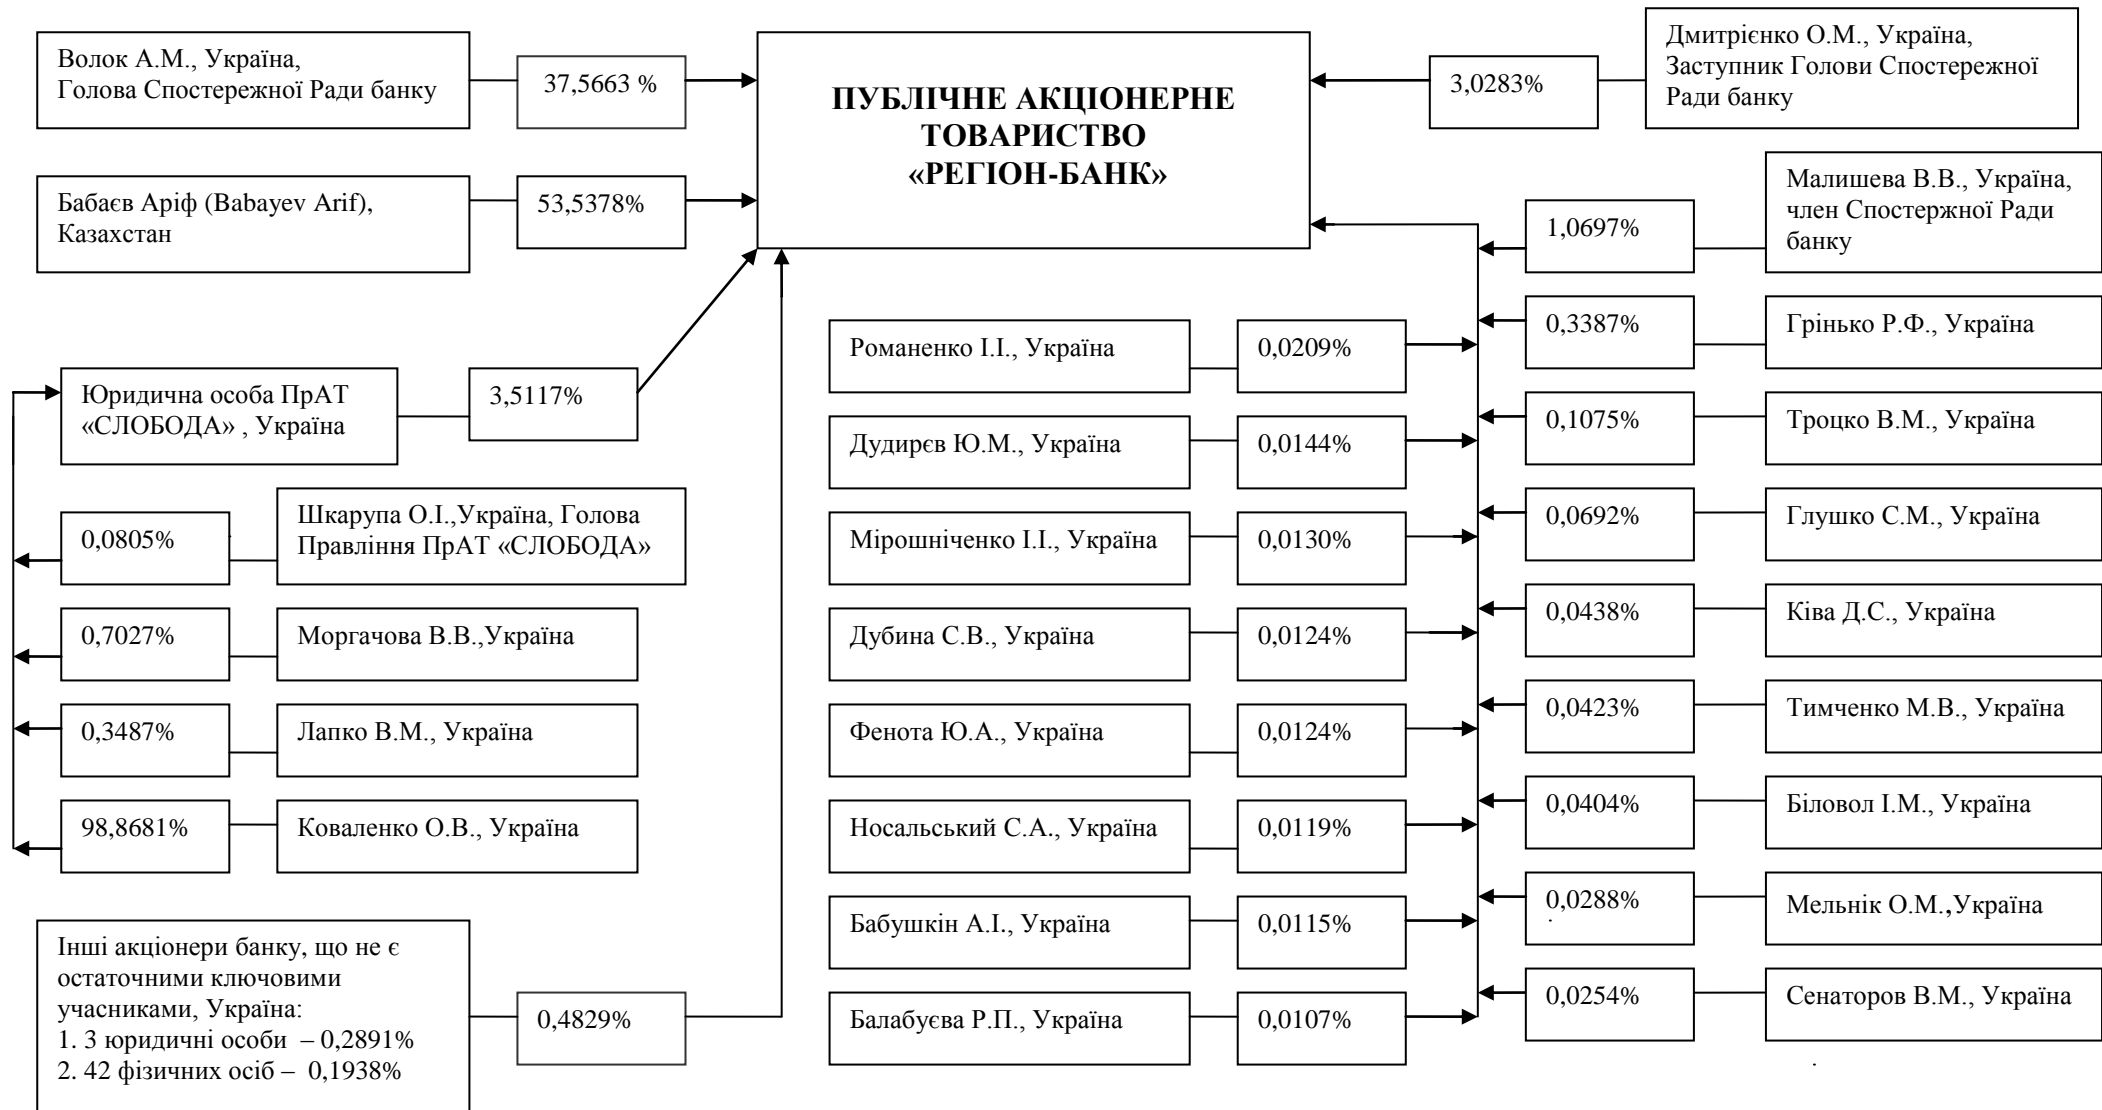 Волок А.М., Україна,
Голова Спостережної Ради банку
37,5663 %
ПУБЛІЧНЕ АКЦІОНЕРНЕ
ТОВАРИСТВО
«РЕГІОН-БАНК»
3,0283%
Дмитрієнко О.М., Україна,
Заступник Голови Спостережної
Ради банку
Бабаєв Аріф (Babayev Arif),
Казахстан
53,5378%
1,0697%
Малишева В.В., Україна,
член Спостержної Ради
банку
Юридична особа ПрАТ
«СЛОБОДА» , Україна
3,5117%
0,0805%
Шкарупа О.І.,Україна, Голова
Правління ПрАТ «СЛОБОДА»
0,7027%
Моргачова В.В.,Україна
0,3487%
Лапко В.М., Україна
98,8681%
Коваленко О.В., Україна
Інші акціонери банку, що не є
остаточними ключовими
учасниками, Україна:
1. 3 юридичні особи – 0,2891%
2. 42 фізичних осіб – 0,1938%
0,4829%
Романенко І.І., Україна
0,0209%
Дудирєв Ю.М., Україна
0,0144%
Мірошніченко І.І., Україна
0,0130%
Дубина С.В., Україна
0,0124%
Фенота Ю.А., Україна
0,0124%
Носальський С.А., Україна
0,0119%
Бабушкін А.І., Україна
0,0115%
Балабуєва Р.П., Україна
0,0107%
0,3387%
Грінько Р.Ф., Україна
0,1075%
Троцко В.М., Україна
0,0692%
Глушко С.М., Україна
0,0438%
Ківа Д.С., Україна
0,0423%
Тимченко М.В., Україна
0,0404%
Біловол І.М., Україна
0,0288%
Мельнік О.М.,Україна
0,0254%
Сенаторов В.М., Україна